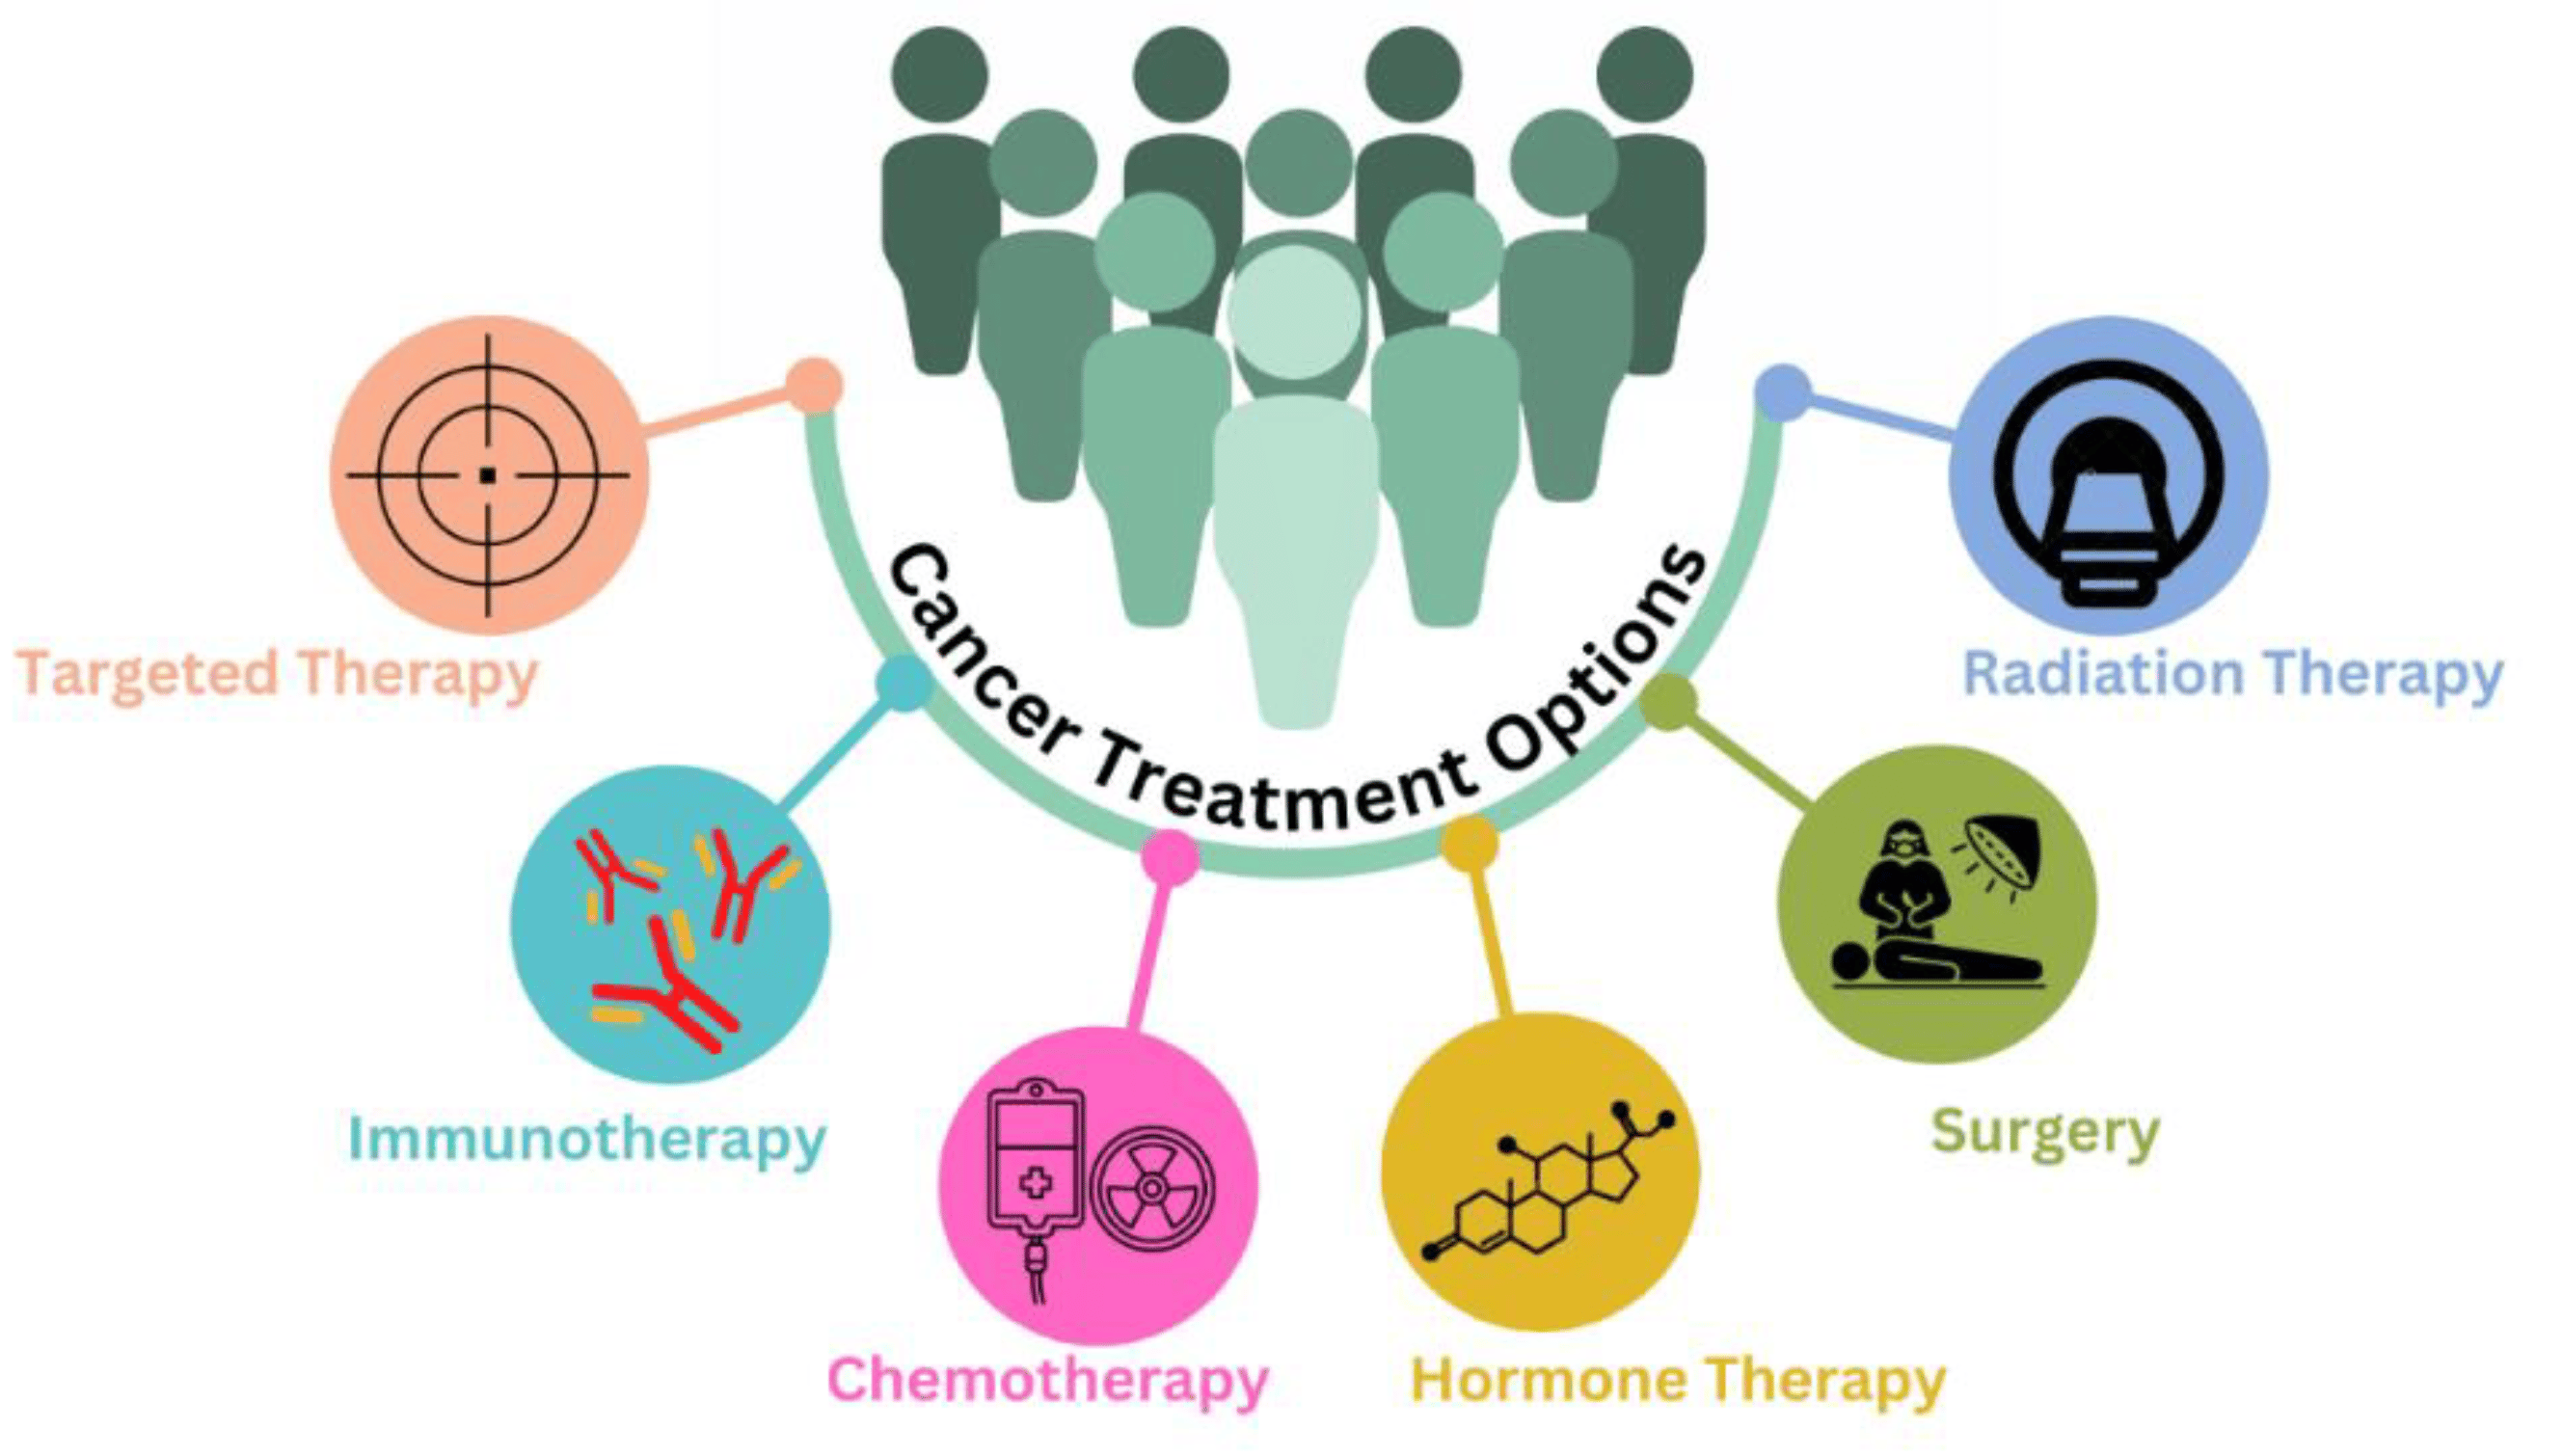 Cancer Treatment Options
Targeted Therapy
Radiation Therapy
Immunotherapy
Surgery
Chemotherapy
Hormone Therapy